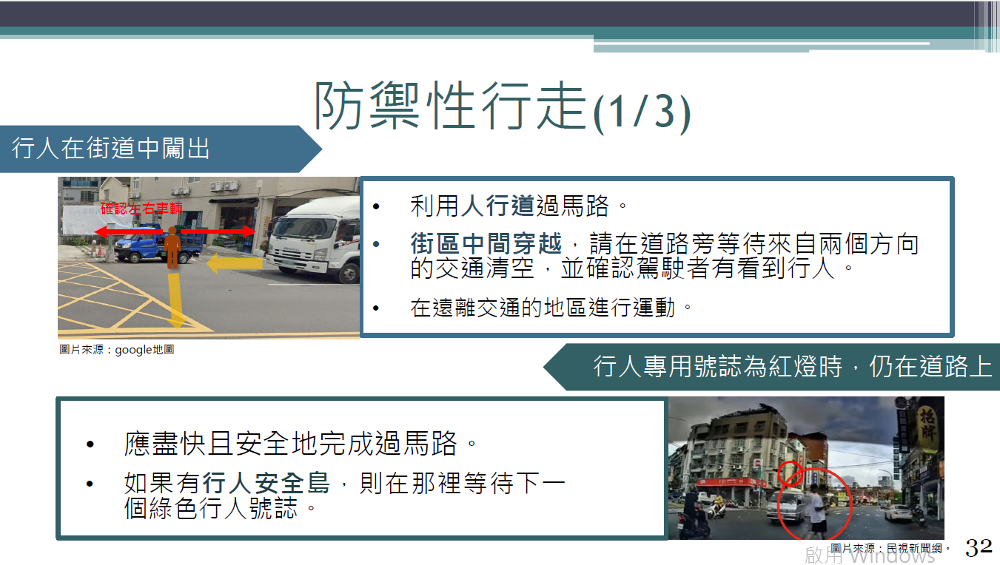 防禦性行走(1/3)
行人在街道中闖出
確認左右車輛
• 利用人行道過馬路。
• 街區中間穿越，請在道路旁等待來自兩個方向
的交通清空，並確認駕駛者有看到行人。
• 在遠離交通的地區進行運動。
圖片來源：google地圖
行人專用號誌為紅燈時，仍在道路上
• 應盡快且安全地完成過馬路。
• 如果有行人安全島，則在那裡等待下一
個綠色行人號誌。
招牌
圖片來源：民視新聞網。
啟用 Windows
32